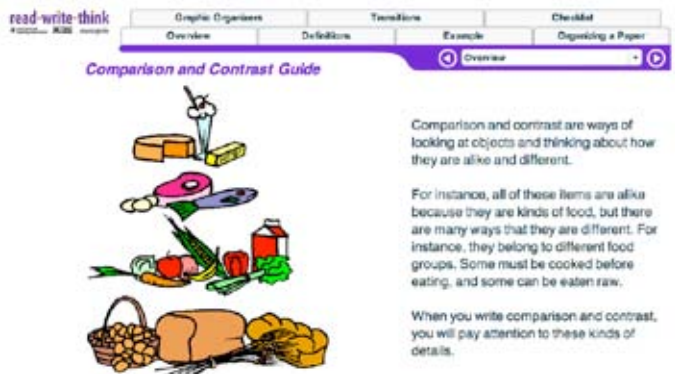 read·write·think
Graphic Organizers
Transitions
Checklist
Overview
Definitions
Example
Organizing a Paper
Overview
Comparison and Contrast Guide
Comparison and contrast are ways of
looking at objects and thinking about how
they are alike and different.
For instance, all of these items are alike
because they are kinds of food, but there
are many ways that they are different. For
instance, they belong to different food
groups. Some must be cooked before
eating, and some can be eaten raw.
When you write comparison and contrast,
you will pay attention to these kinds of
details.